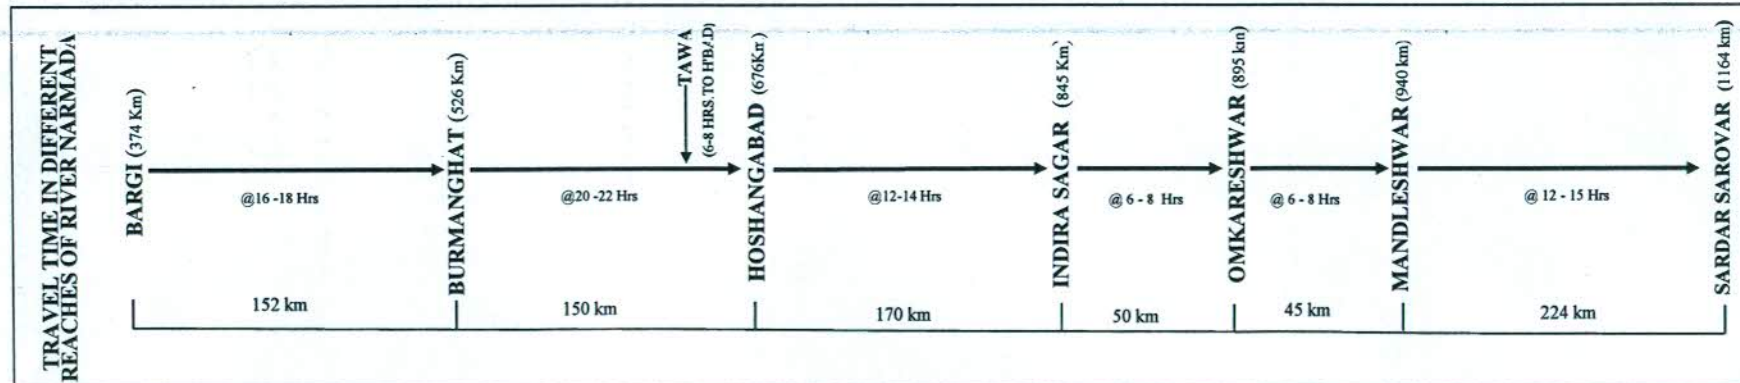 TRAVEL TIME IN DIFFERENT
REACHES OF RIVER NARMADA
BARGI (374 Km)
@16 -18 Hrs
BURMANGHAT (526 Km)
@20 -22 Hrs
TAWA
(6-8 HRS. TO H'BAD)
HOSHANGABAD (676Km)
@12-14 Hrs
INDIRA SAGAR (845 Km)
@ 6 - 8 Hrs
OMKARESHWAR (895 km)
@ 6 - 8 Hrs
MANDLESHWAR (940 km)
@ 12 - 15 Hrs
SARDAR SAROVAR (1164 km)
152 km
150 km
170 km
50 km
45 km
224 km